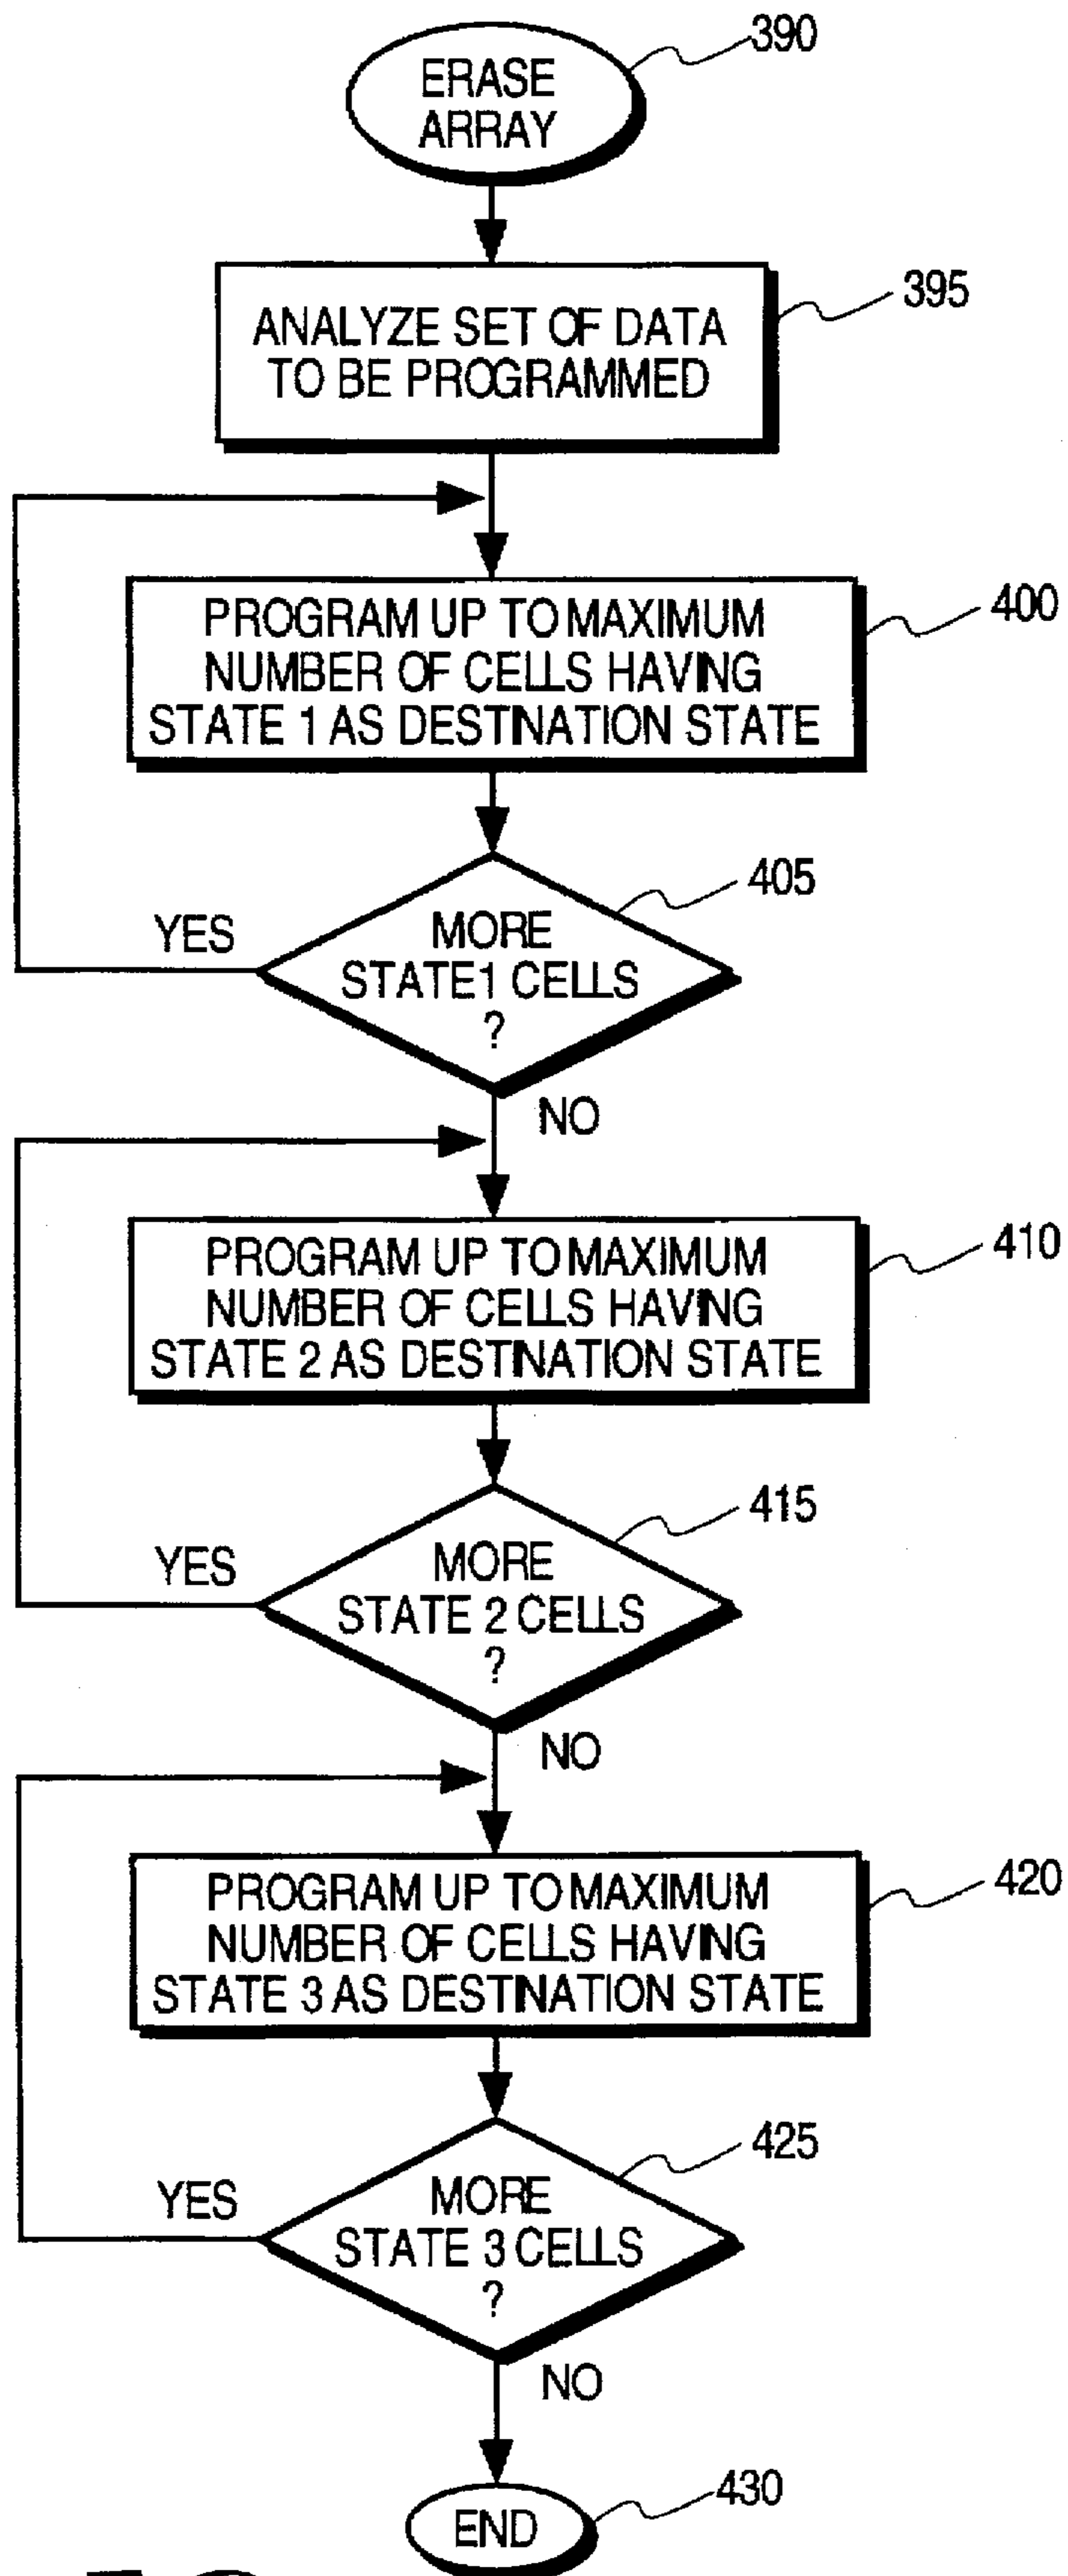 390
ERASE
ARRAY
395
ANALYZE SET OF DATA
TO BE PROGRAMMED
400
PROGRAM UP TO MAXIMUM
NUMBER OF CELLS HAVING
STATE 1 AS DESTINATION STATE
405
YES
MORE
STATE1 CELLS
?
NO
410
PROGRAM UP TO MAXIMUM
NUMBER OF CELLS HAVING
STATE 2 AS DESTINATION STATE
415
YES
MORE
STATE 2 CELLS
?
NO
420
PROGRAM UP TO MAXIMUM
NUMBER OF CELLS HAVING
STATE 3 AS DESTINATION STATE
425
YES
MORE
STATE 3 CELLS
?
NO
430
END